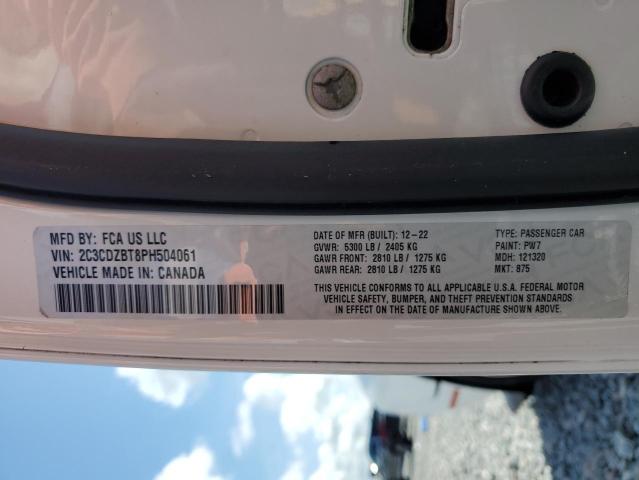 MFD BY: FCA US LLC
VIN: 2C3CDZBT8PH504061
VEHICLE MADE IN: CANADA
DATE OF MFR (BUILT): 12-22
GVWR: 5300 LB / 2405 KG
GAWR FRONT: 2810 LB / 1275 KG
GAWR REAR: 2810 LB / 1275 KG
TYPE: PASSENGER CAR
PAINT: PW7
MDH: 121320
MKT: 875
THIS VEHICLE CONFORMS TO ALL APPLICABLE U.S.A. FEDERAL MOTOR
VEHICLE SAFETY, BUMPER, AND THEFT PREVENTION STANDARDS
IN EFFECT ON THE DATE OF MANUFACTURE SHOWN ABOVE.